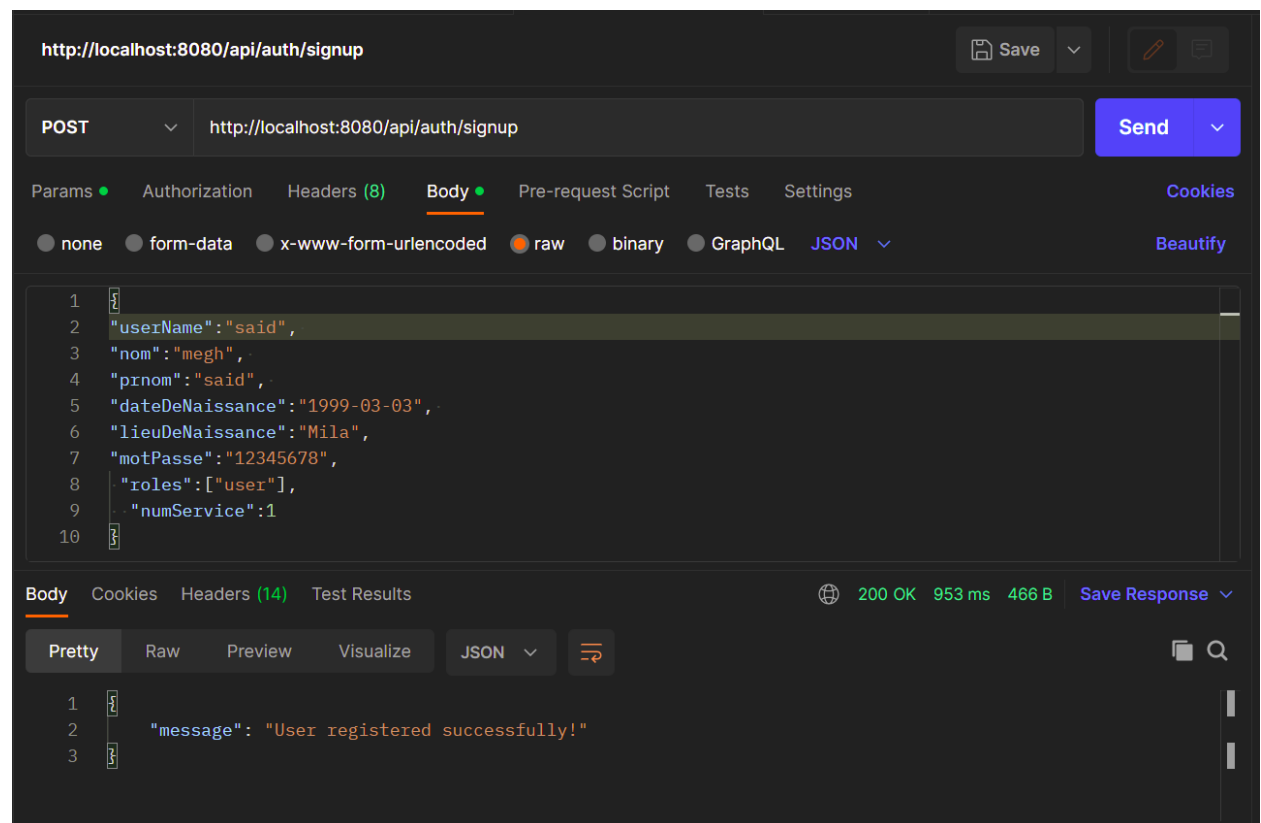 http://localhost:8080/api/auth/signup
Save
POST
http://localhost:8080/api/auth/signup
Send
Params Authorization Headers (8) Body Pre-request Script Tests Settings Cookies
none form-data x-www-form-urlencoded raw binary GraphQL JSON Beautify
1 {
2 "userName":"said",
3 "nom":"megh",
4 "prnom":"said",
5 "dateDeNaissance":"1999-03-03",
6 "lieuDeNaissance":"Mila",
7 "motPasse":"12345678",
8 "roles":["user"],
9 "numService":1
10 }
Body Cookies Headers (14) Test Results 200 OK 953 ms 466 B Save Response
Pretty Raw Preview Visualize JSON
1 {
2 "message": "User registered successfully!"
3 }